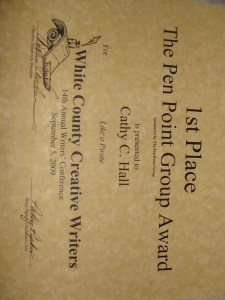 1st Place
The Pen Point Group Award
is presented to
Cathy C. Hall
For
Like a Pirate
White County Creative Writers
14th Annual Writers' Conference
September 5, 2009